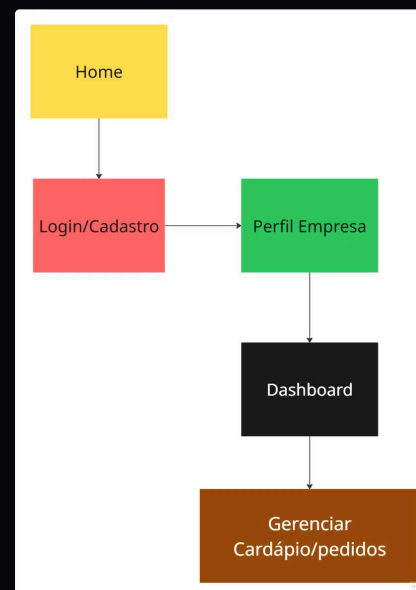 Home
Login/Cadastro
Perfil Empresa
Dashboard
Gerenciar
Cardápio/pedidos